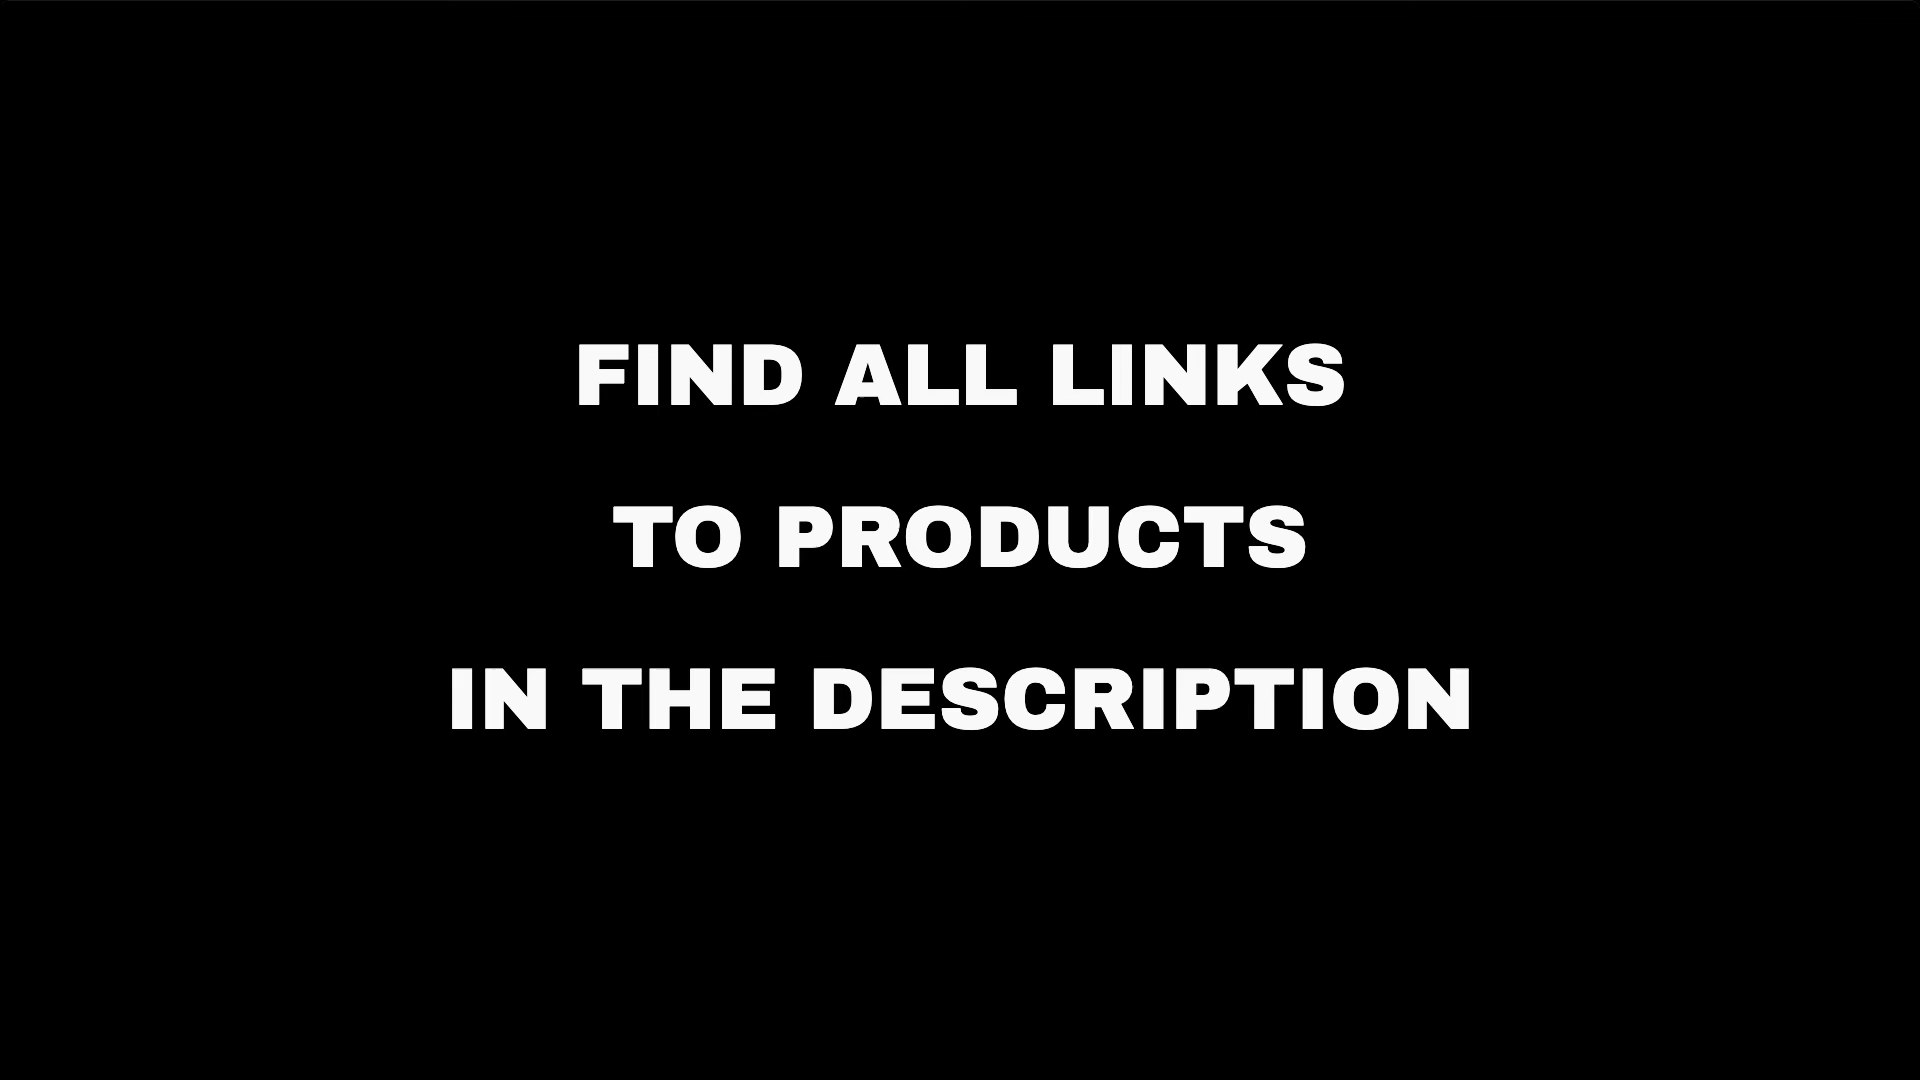 FIND ALL LINKS
TO PRODUCTS
IN THE DESCRIPTION